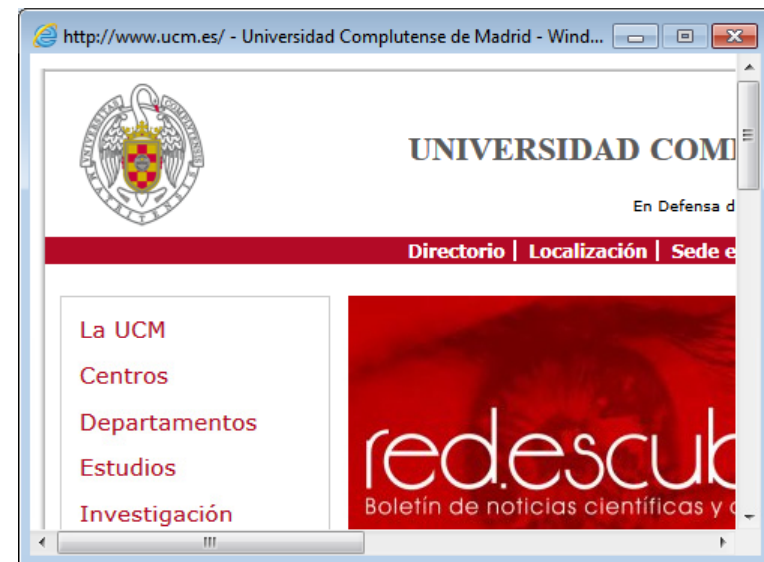 http://www.ucm.es/ - Universidad Complutense de Madrid - Wind...
UNIVERSIDAD COM
En Defensa d
Directorio | Localización | Sede e
La UCM
Centros
Departamentos
Estudios
Investigación
red.escub
Boletín de noticias científicas y